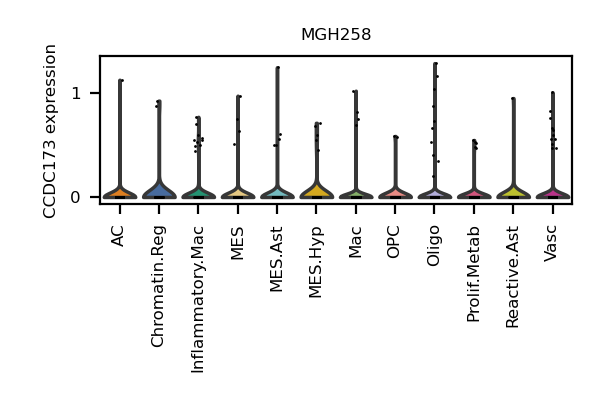 MGH258
CCDC173 expression
1
0
AC
Chromatin.Reg
Inflammatory.Mac
MES
MES.Ast
MES.Hyp
Mac
OPC
Oligo
Prolif.Metab
Reactive.Ast
Vasc